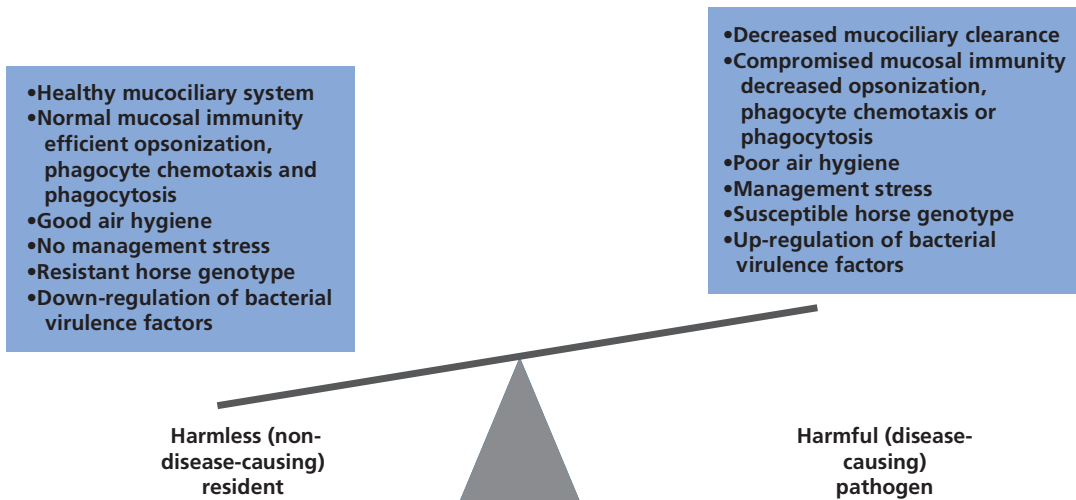 •Healthy mucociliary system
•Normal mucosal immunity
efficient opsonization,
phagocyte chemotaxis and
phagocytosis
•Good air hygiene
•No management stress
•Resistant horse genotype
•Down-regulation of bacterial
virulence factors
•Decreased mucociliary clearance
•Compromised mucosal immunity
decreased opsonization,
phagocyte chemotaxis or
phagocytosis
•Poor air hygiene
•Management stress
•Susceptible horse genotype
•Up-regulation of bacterial
virulence factors
Harmless (non-
disease-causing)
resident
Harmful (disease-
causing)
pathogen